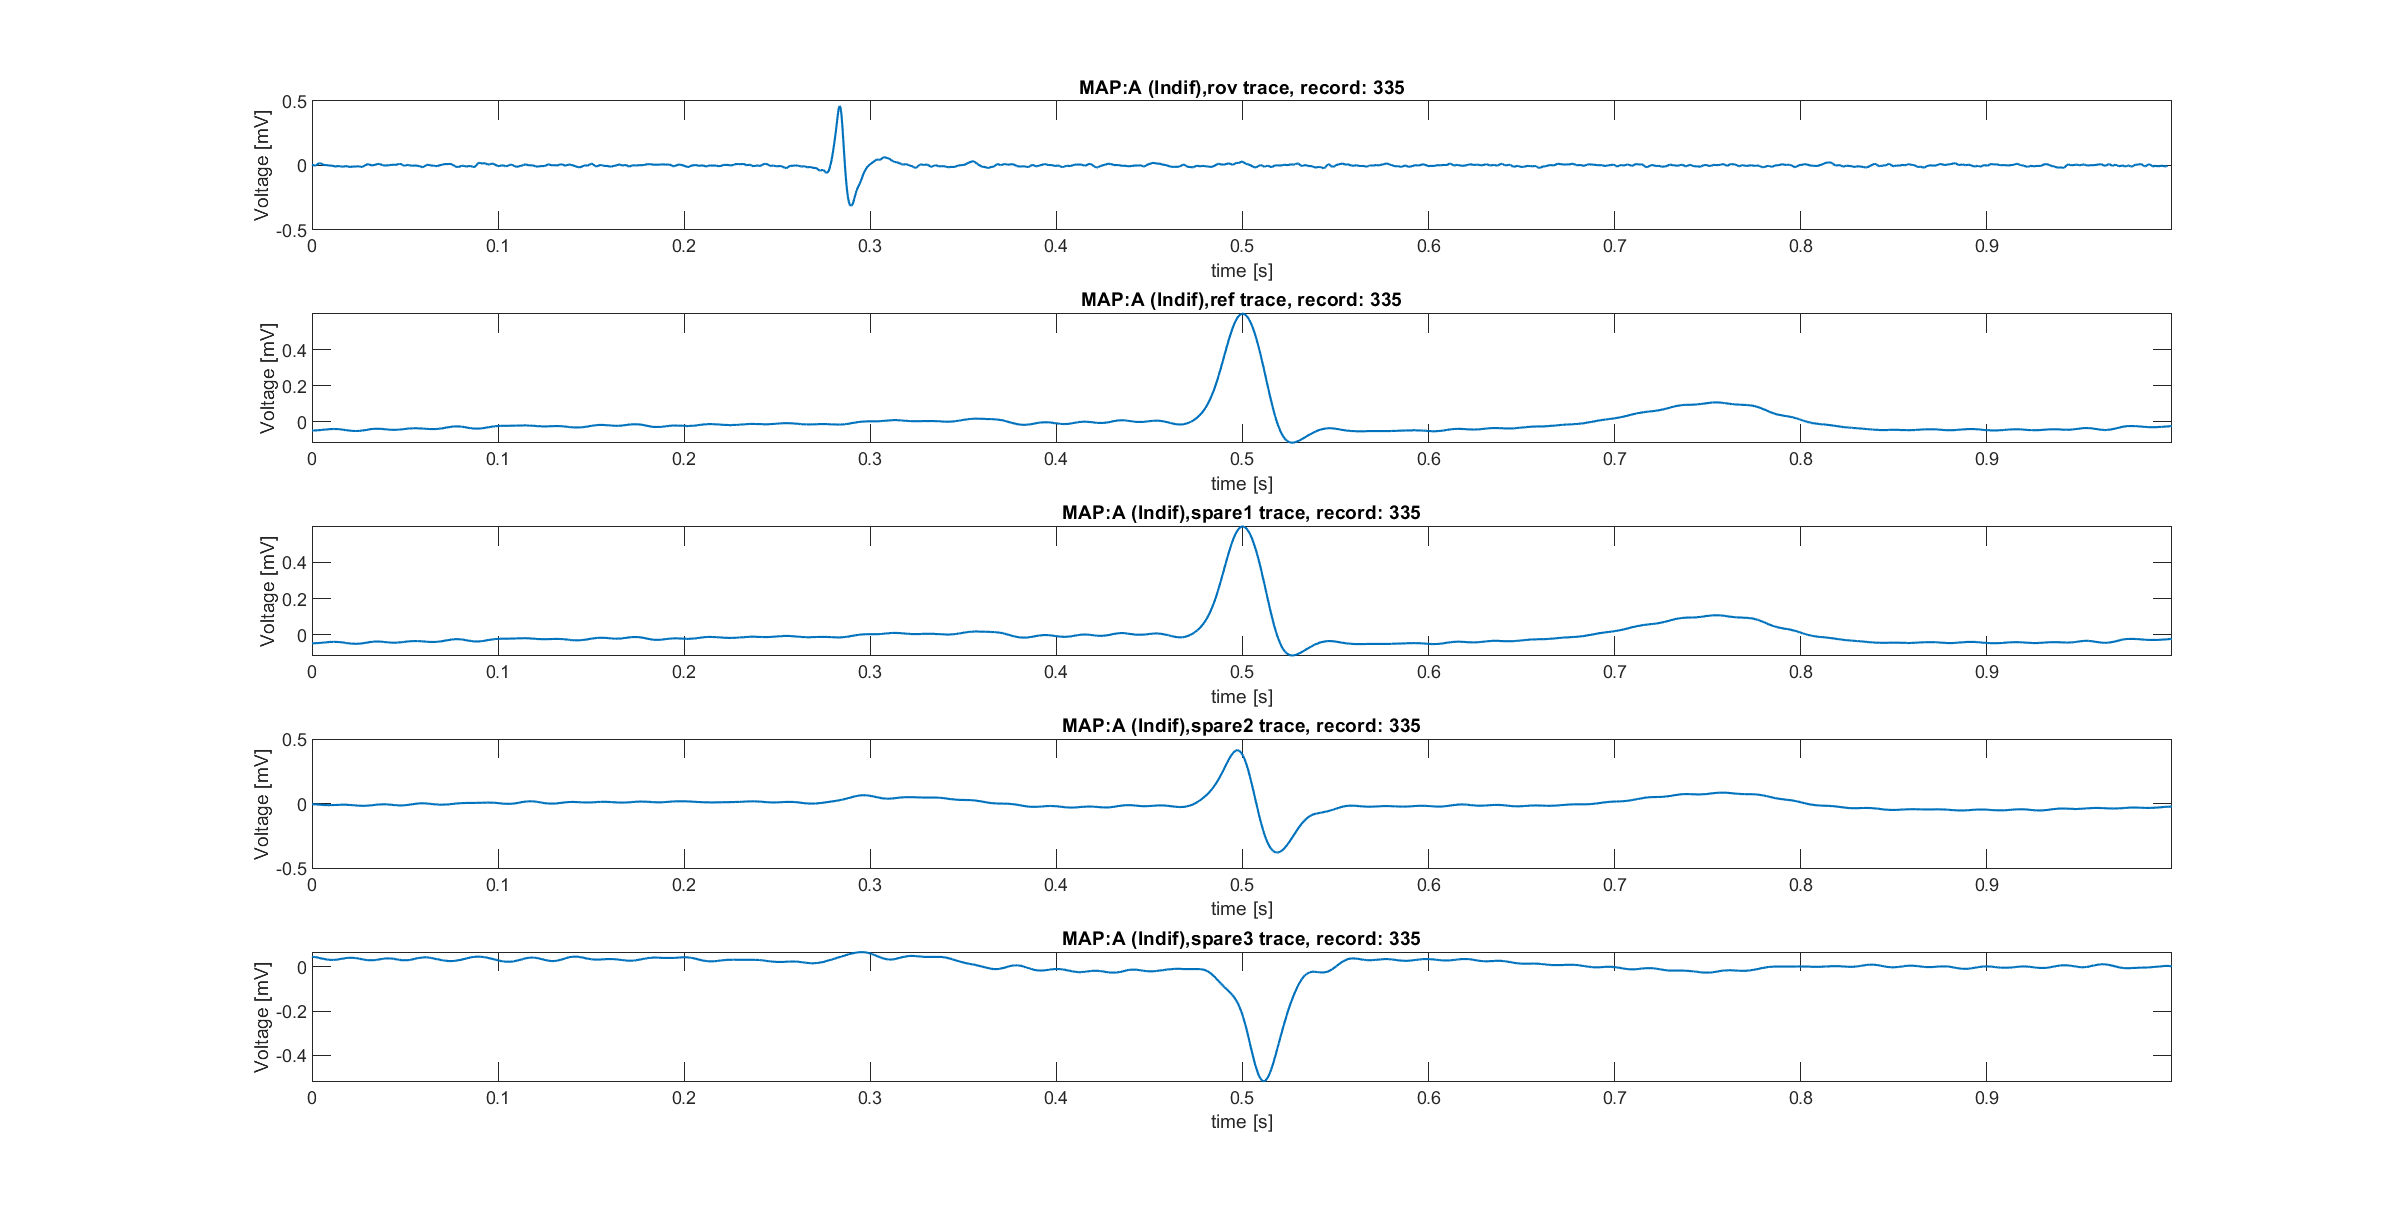 MAP:A (Indif),rov trace, record: 335
Voltage [mV]
0.5
0
-0.5
0 0.1 0.2 0.3 0.4 0.5 0.6 0.7 0.8 0.9
time [s]
MAP:A (Indif),ref trace, record: 335
Voltage [mV]
0.4
0.2
0
0 0.1 0.2 0.3 0.4 0.5 0.6 0.7 0.8 0.9
time [s]
MAP:A (Indif),spare1 trace, record: 335
Voltage [mV]
0.4
0.2
0
0 0.1 0.2 0.3 0.4 0.5 0.6 0.7 0.8 0.9
time [s]
MAP:A (Indif),spare2 trace, record: 335
Voltage [mV]
0.5
0
-0.5
0 0.1 0.2 0.3 0.4 0.5 0.6 0.7 0.8 0.9
time [s]
MAP:A (Indif),spare3 trace, record: 335
Voltage [mV]
0
-0.2
-0.4
0 0.1 0.2 0.3 0.4 0.5 0.6 0.7 0.8 0.9
time [s]